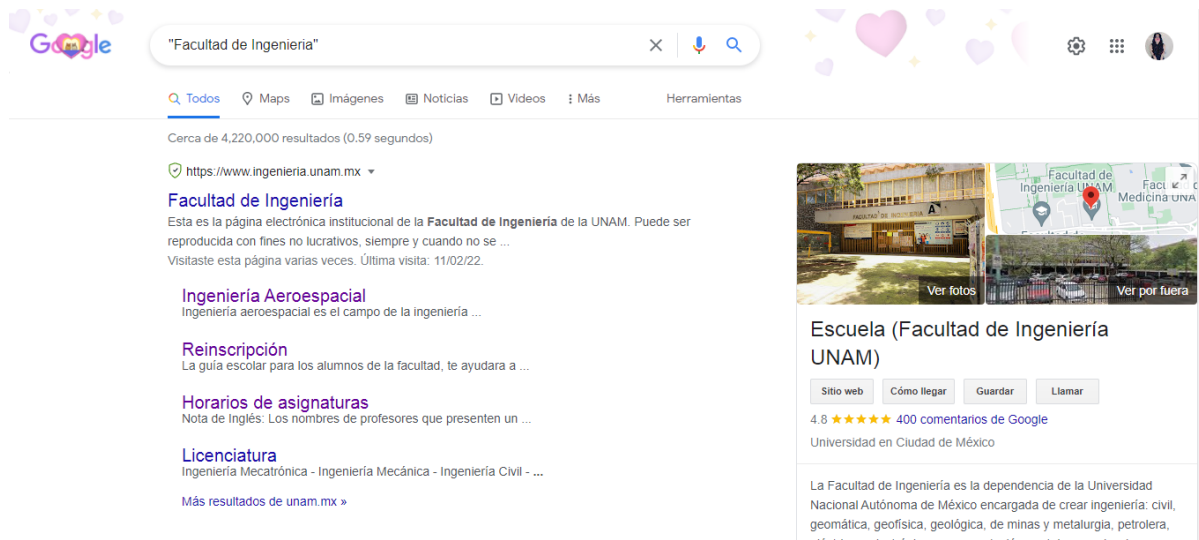 Google
"Facultad de Ingenieria"
Todos Maps Imágenes Noticias Videos Más Herramientas
Cerca de 4,220,000 resultados (0.59 segundos)
https://www.ingenieria.unam.mx
Facultad de Ingeniería
Esta es la página electrónica institucional de la Facultad de Ingeniería de la UNAM. Puede ser
reproducida con fines no lucrativos, siempre y cuando no se ...
Visitaste esta página varias veces. Última visita: 11/02/22.
Ingeniería Aeroespacial
Ingeniería aeroespacial es el campo de la ingeniería ...
Reinscripción
La guía escolar para los alumnos de la facultad, te ayudara a ...
Horarios de asignaturas
Nota de Inglés: Los nombres de profesores que presenten un ...
Licenciatura
Ingeniería Mecatrónica - Ingeniería Mecánica - Ingeniería Civil - ...
Más resultados de unam.mx »
FACULTAD DE INGENIERIA A
Facultad de
Ingeniería UNAM
Medicina UNA
Ver fotos
Ver por fuera
Escuela (Facultad de Ingeniería
UNAM)
Sitio web Cómo llegar Guardar Llamar
4.8 ★★★★★ 400 comentarios de Google
Universidad en Ciudad de México
La Facultad de Ingeniería es la dependencia de la Universidad
Nacional Autónoma de México encargada de crear ingeniería: civil,
geomática, geofísica, geológica, de minas y metalurgia, petrolera,